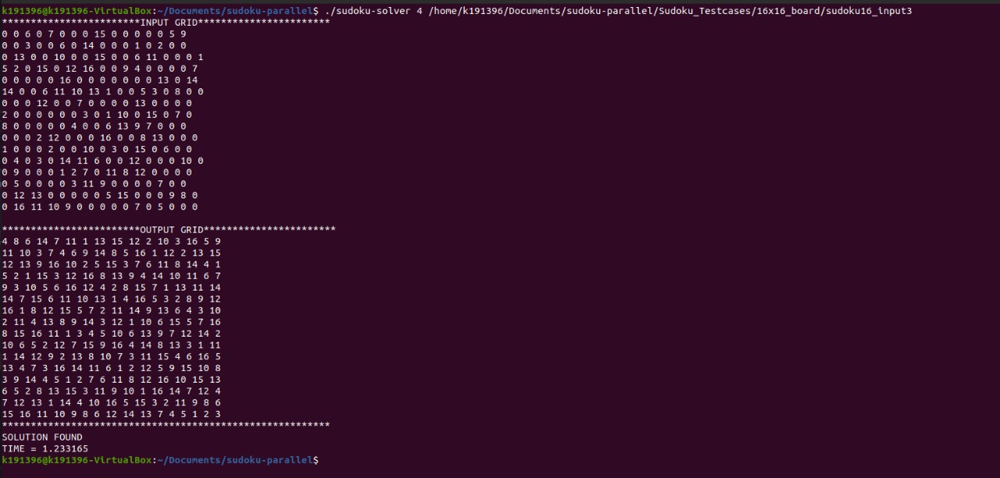 k191396@k191396-VirtualBox:~/Documents/sudoku-parallel$ ./sudoku-solver 4 /home/k191396/Documents/sudoku-parallel/Sudoku_Testcases/16x16_board/sudoku16_input3
************************INPUT GRID***********************
0 0 6 0 7 0 0 0 15 0 0 0 0 0 5 9
0 0 3 0 0 6 0 14 0 0 0 1 0 2 0 0
0 13 0 0 10 0 0 15 0 0 6 11 0 0 0 1
5 2 0 15 0 12 16 0 0 9 4 0 0 0 0 7
0 0 0 0 0 16 0 0 0 0 0 0 0 13 0 14
14 0 0 6 11 10 13 1 0 0 5 3 0 8 0 0
0 0 0 12 0 0 7 0 0 0 0 13 0 0 0 0
2 0 0 0 0 0 0 3 0 1 10 0 15 0 7 0
8 0 0 0 0 0 4 0 0 6 13 9 7 0 0 0
0 0 0 2 12 0 0 0 16 0 0 8 13 0 0 0
1 0 0 0 2 0 0 10 0 3 0 15 0 6 0 0
0 4 0 3 0 14 11 6 0 0 12 0 0 0 10 0
0 9 0 0 0 1 2 7 0 11 8 12 0 0 0 0
0 5 0 0 0 0 3 11 9 0 0 0 0 7 0 0
0 12 13 0 0 0 0 0 5 15 0 0 0 9 8 0
0 16 11 10 9 0 0 0 0 0 7 0 5 0 0 0
************************OUTPUT GRID***********************
4 8 6 14 7 11 1 13 15 12 2 10 3 16 5 9
11 10 3 7 4 6 9 14 8 5 16 1 12 2 13 15
12 13 9 16 10 2 5 15 3 7 6 11 8 14 4 1
5 2 1 15 3 12 16 8 13 9 4 14 10 11 6 7
9 3 10 5 6 16 12 4 2 8 15 7 1 13 11 14
14 7 15 6 11 10 13 1 4 16 5 3 2 8 9 12
16 1 8 12 15 5 7 2 11 14 9 13 6 4 3 10
2 11 4 13 8 9 14 3 12 1 10 6 15 5 7 16
8 15 16 11 1 3 4 5 10 6 13 9 7 12 14 2
10 6 5 2 12 7 15 9 16 4 14 8 13 3 1 11
1 14 12 9 2 13 8 10 7 3 11 15 4 6 16 5
13 4 7 3 16 14 11 6 1 2 12 5 9 15 10 8
3 9 14 4 5 1 2 7 6 11 8 12 16 10 15 13
6 5 2 8 13 15 3 11 9 10 1 16 14 7 12 4
7 12 13 1 14 4 10 16 5 15 3 2 11 9 8 6
15 16 11 10 9 8 6 12 14 13 7 4 5 1 2 3
*********************************************************
SOLUTION FOUND
TIME = 1.233165
k191396@k191396-VirtualBox:~/Documents/sudoku-parallel$